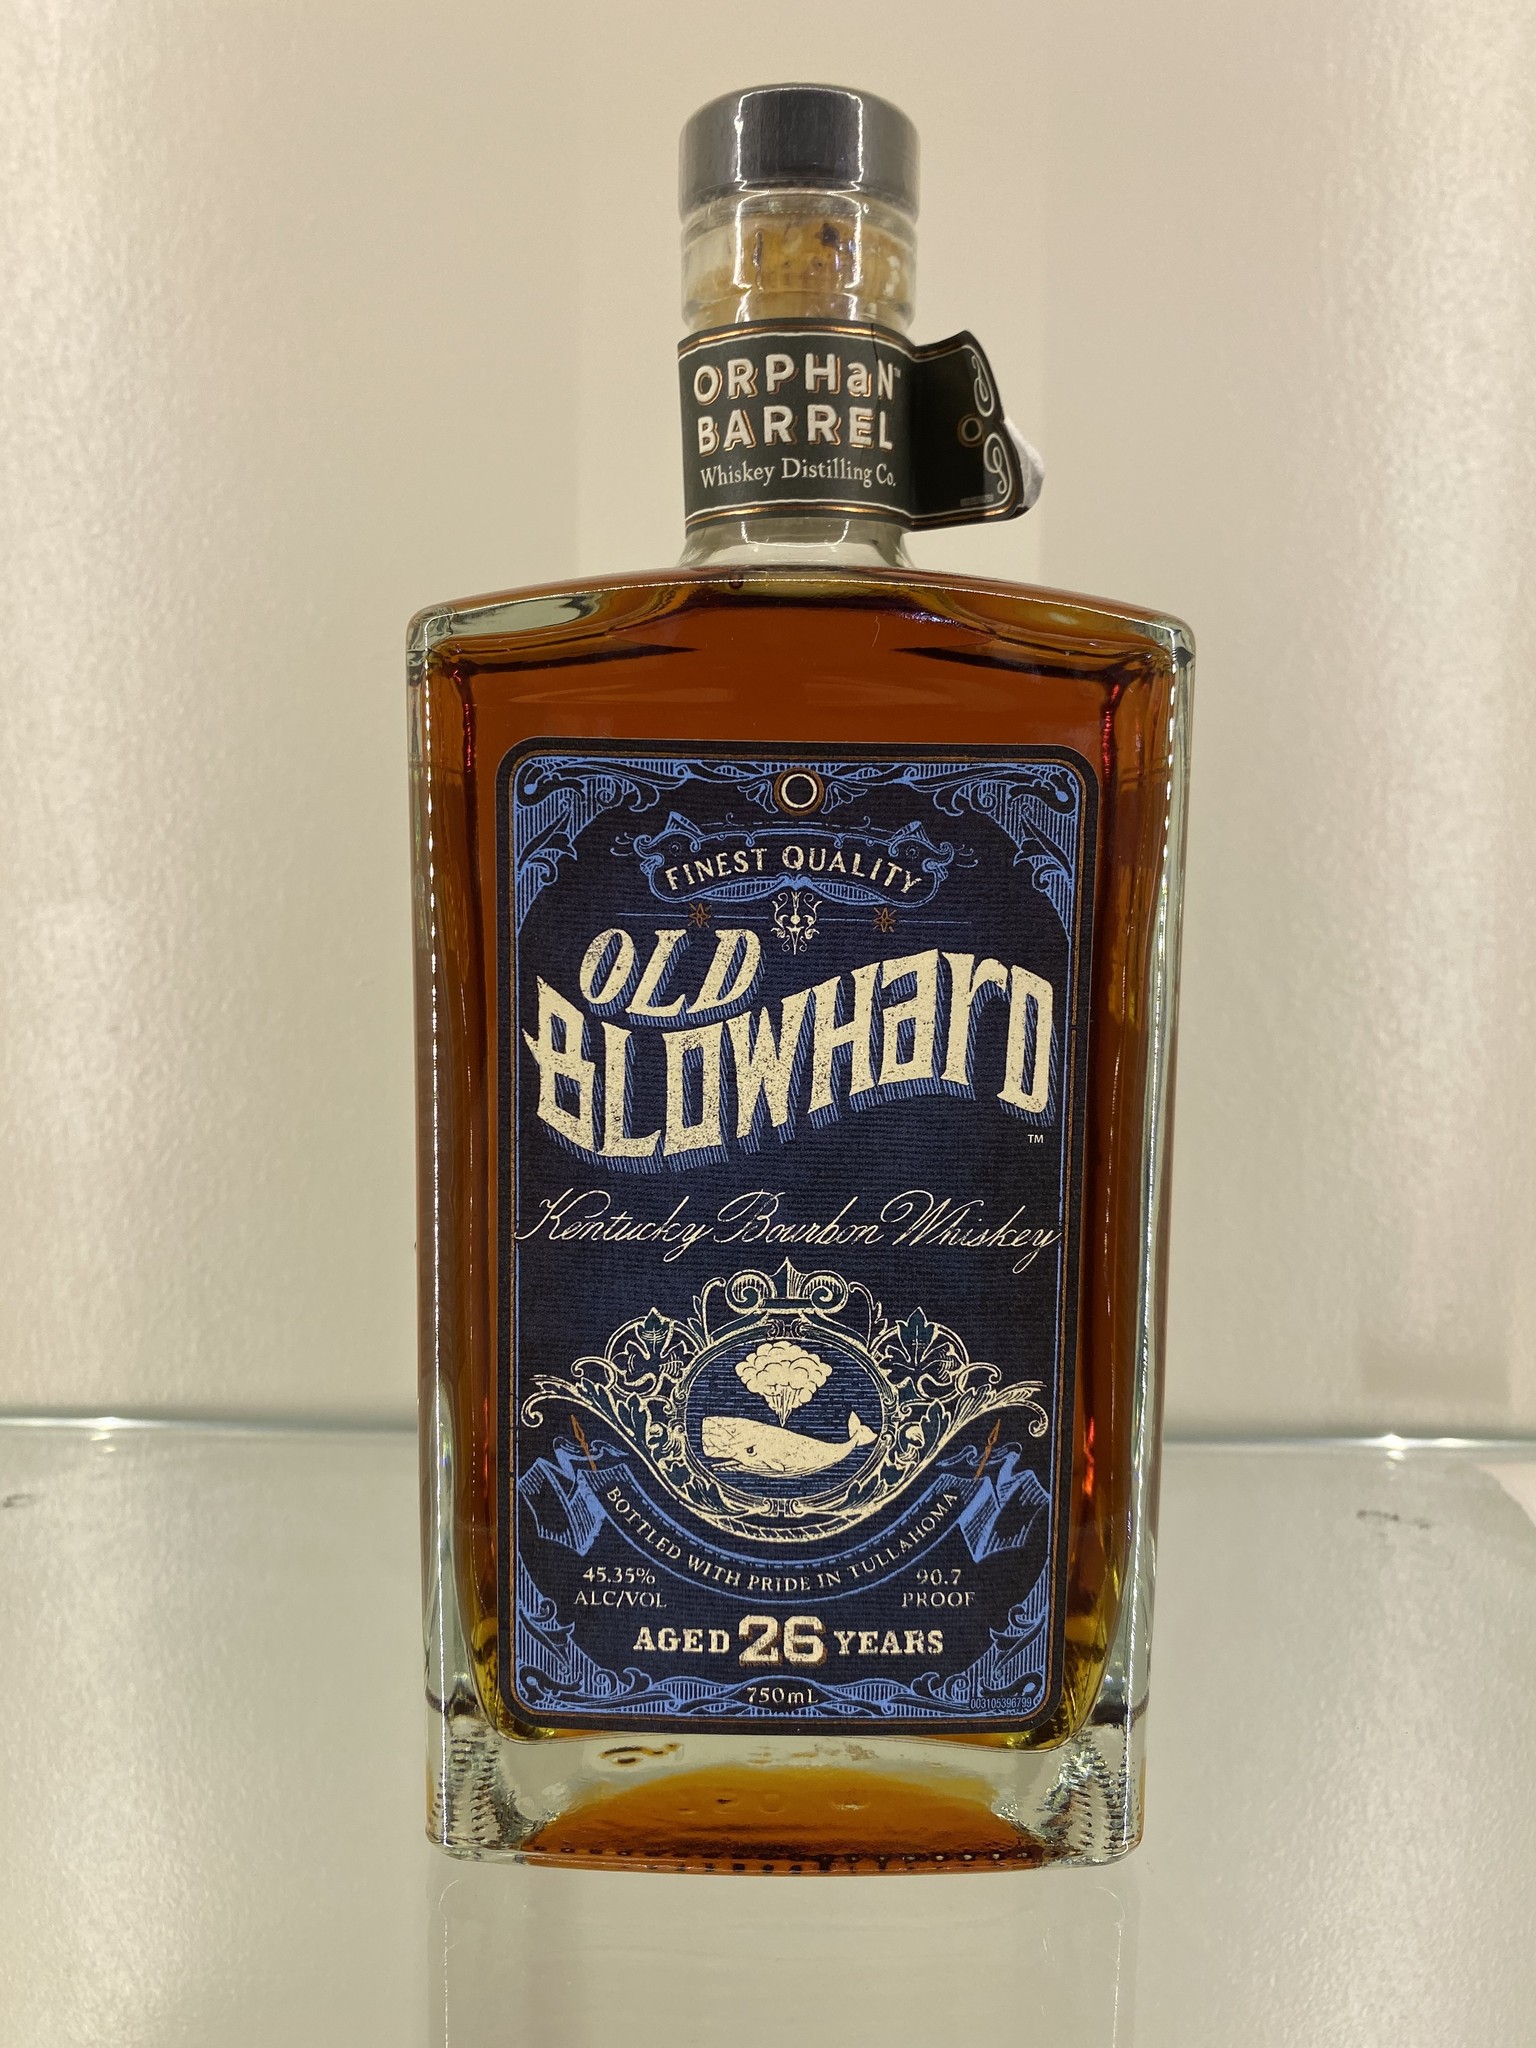 ORPHaN™
BARREL
Whiskey Distilling Co.
FINEST QUALITY
OLD
BLOWHarD
TM
Kentucky Bourbon Whiskey
BOTTLED WITH PRIDE IN TULLAHOMA
45.35%
ALC/VOL
90.7
PROOF
AGED 26 YEARS
750mL
003105396799